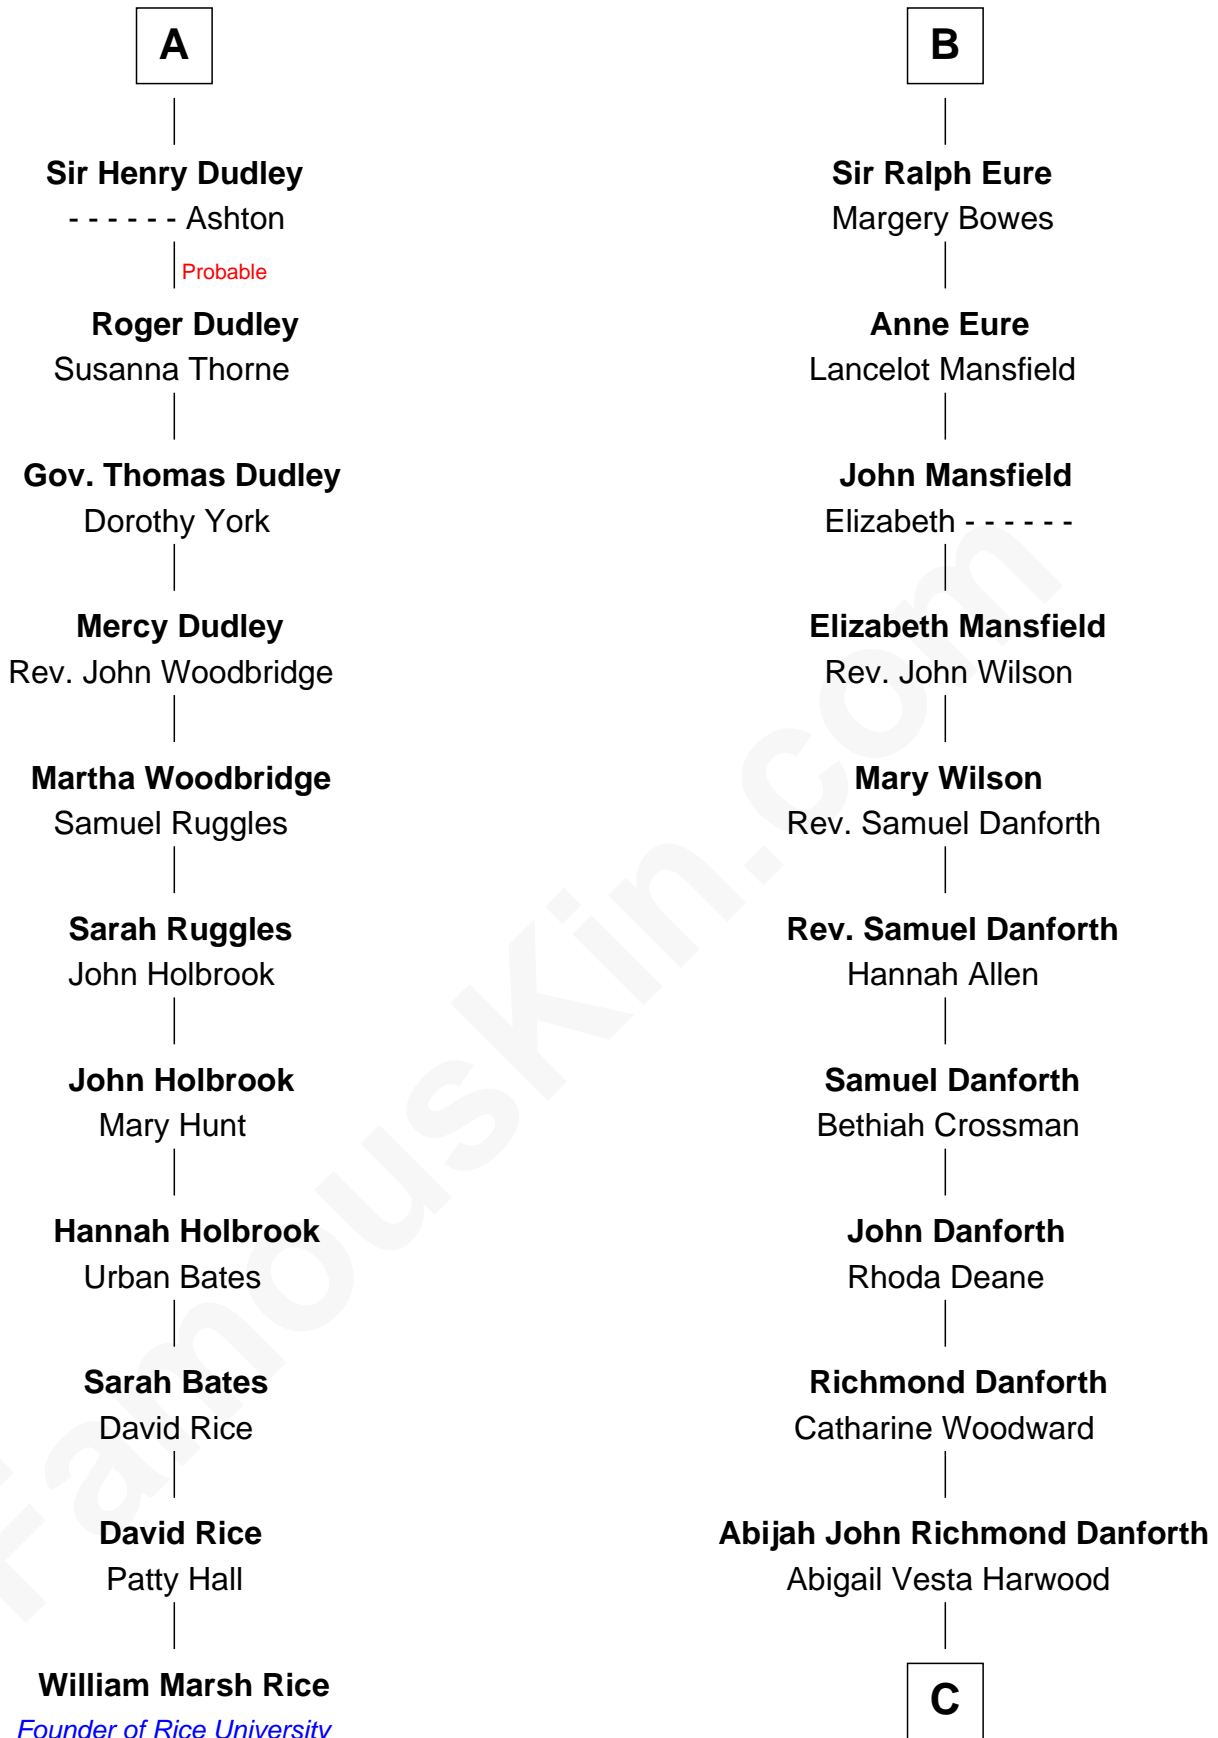 A
Sir Henry Dudley
- - - - - - Ashton
Probable
Roger Dudley
Susanna Thorne
Gov. Thomas Dudley
Dorothy York
Mercy Dudley
Rev. John Woodbridge
Martha Woodbridge
Samuel Ruggles
Sarah Ruggles
John Holbrook
John Holbrook
Mary Hunt
Hannah Holbrook
Urban Bates
Sarah Bates
David Rice
David Rice
Patty Hall
William Marsh Rice
Founder of Rice University
B
Sir Ralph Eure
Margery Bowes
Anne Eure
Lancelot Mansfield
John Mansfield
Elizabeth - - - - - -
Elizabeth Mansfield
Rev. John Wilson
Mary Wilson
Rev. Samuel Danforth
Rev. Samuel Danforth
Hannah Allen
Samuel Danforth
Bethiah Crossman
John Danforth
Rhoda Deane
Richmond Danforth
Catharine Woodward
Abijah John Richmond Danforth
Abigail Vesta Harwood
C
FamousKin.com